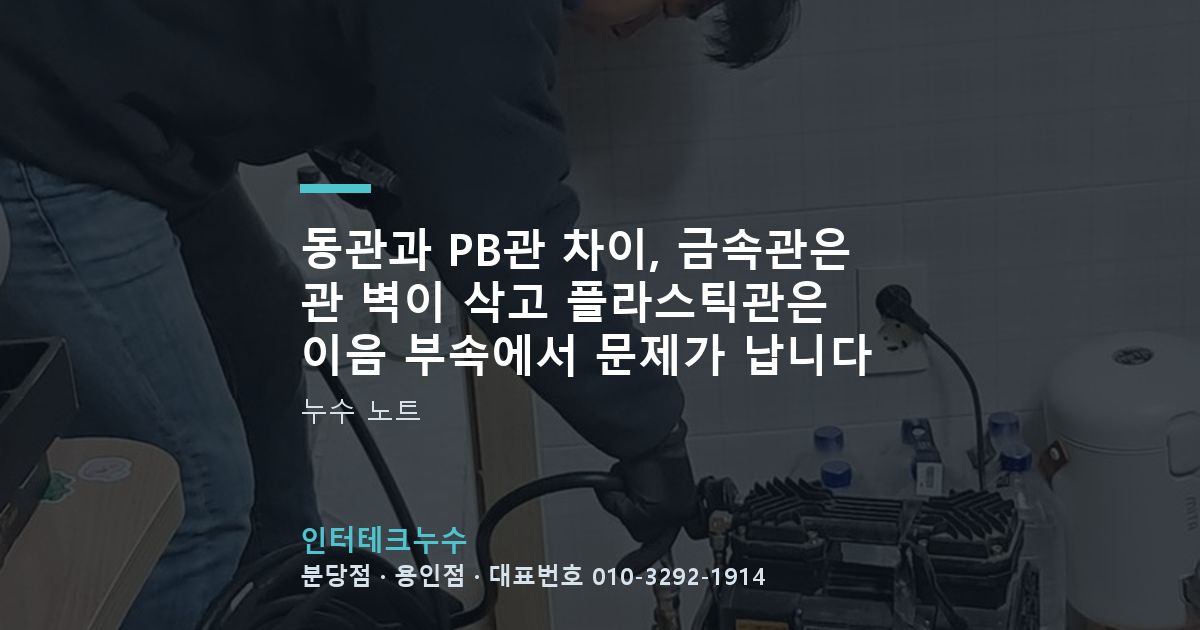 동관과 PB관 차이, 금속관은
관 벽이 삭고 플라스틱관은
이음 부속에서 문제가 납니다
누수 노트
인터테크누수
분당점 · 용인점 · 대표번호 010-3292-1914